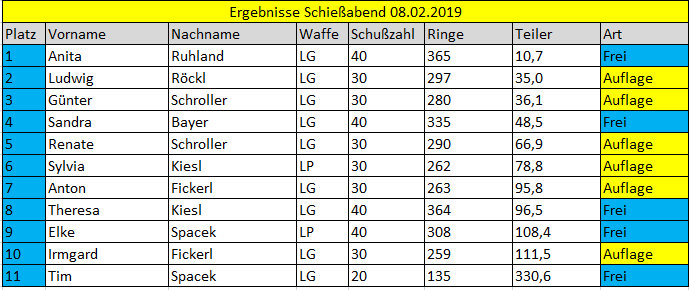 Ergebnisse Schießabend 08.02.2019
Platz Vorname Nachname Waffe Schußzahl Ringe Teiler Art
1 Anita Ruhland LG 40 365 10,7 Frei
2 Ludwig Röckl LG 30 297 35,0 Auflage
3 Günter Schroller LG 30 280 36,1 Auflage
4 Sandra Bayer LG 40 335 48,5 Frei
5 Renate Schroller LG 30 290 66,9 Auflage
6 Sylvia Kiesl LP 30 262 78,8 Auflage
7 Anton Fickerl LG 30 263 95,8 Auflage
8 Theresa Kiesl LG 40 364 96,5 Frei
9 Elke Spacek LP 40 308 108,4 Frei
10 Irmgard Fickerl LG 30 259 111,5 Auflage
11 Tim Spacek LG 20 135 330,6 Frei